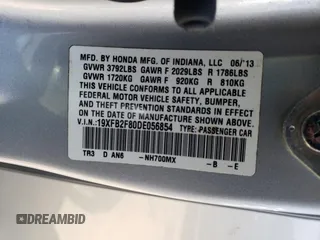 MFD. BY HONDA MFG. OF INDIANA, LLC 06/13
GVWR 3792LBS GAWR F 2029LBS R 1786LBS
GVWR 1720KG GAWR F 920KG R 810KG
THIS VEHICLE CONFORMS TO ALL APPLICABLE
FEDERAL MOTOR VEHICLE SAFETY, BUMPER,
AND THEFT PREVENTION STANDARDS IN
EFFECT ON THE DATE OF MANUFACTURE
SHOWN ABOVE.
V.I.N.:19XFB2F80DE056854 TYPE:PASSENGER CAR
TR3 D AN6 -NH700MX -B -E
DREAMBID